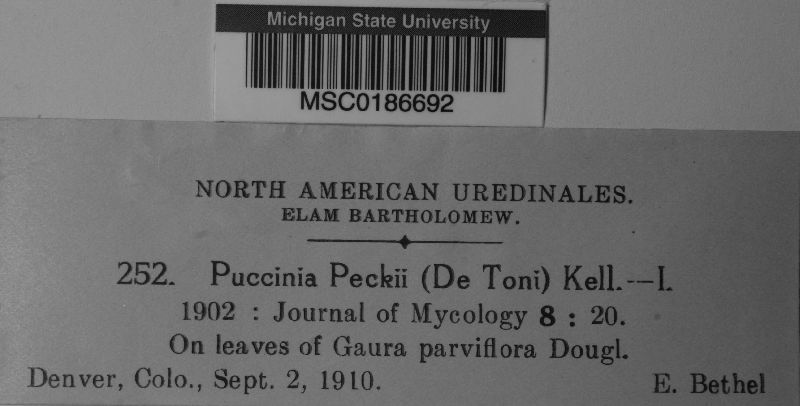 Michigan State University
MSC0186692
NORTH AMERICAN UREDINALES.
ELAM BARTHOLOMEW.
252. Puccinia Peckii (De Toni) Kell.--I.
1902 : Journal of Mycology 8 : 20.
On leaves of Gaura parviflora Dougl.
Denver, Colo., Sept. 2, 1910. E. Bethel